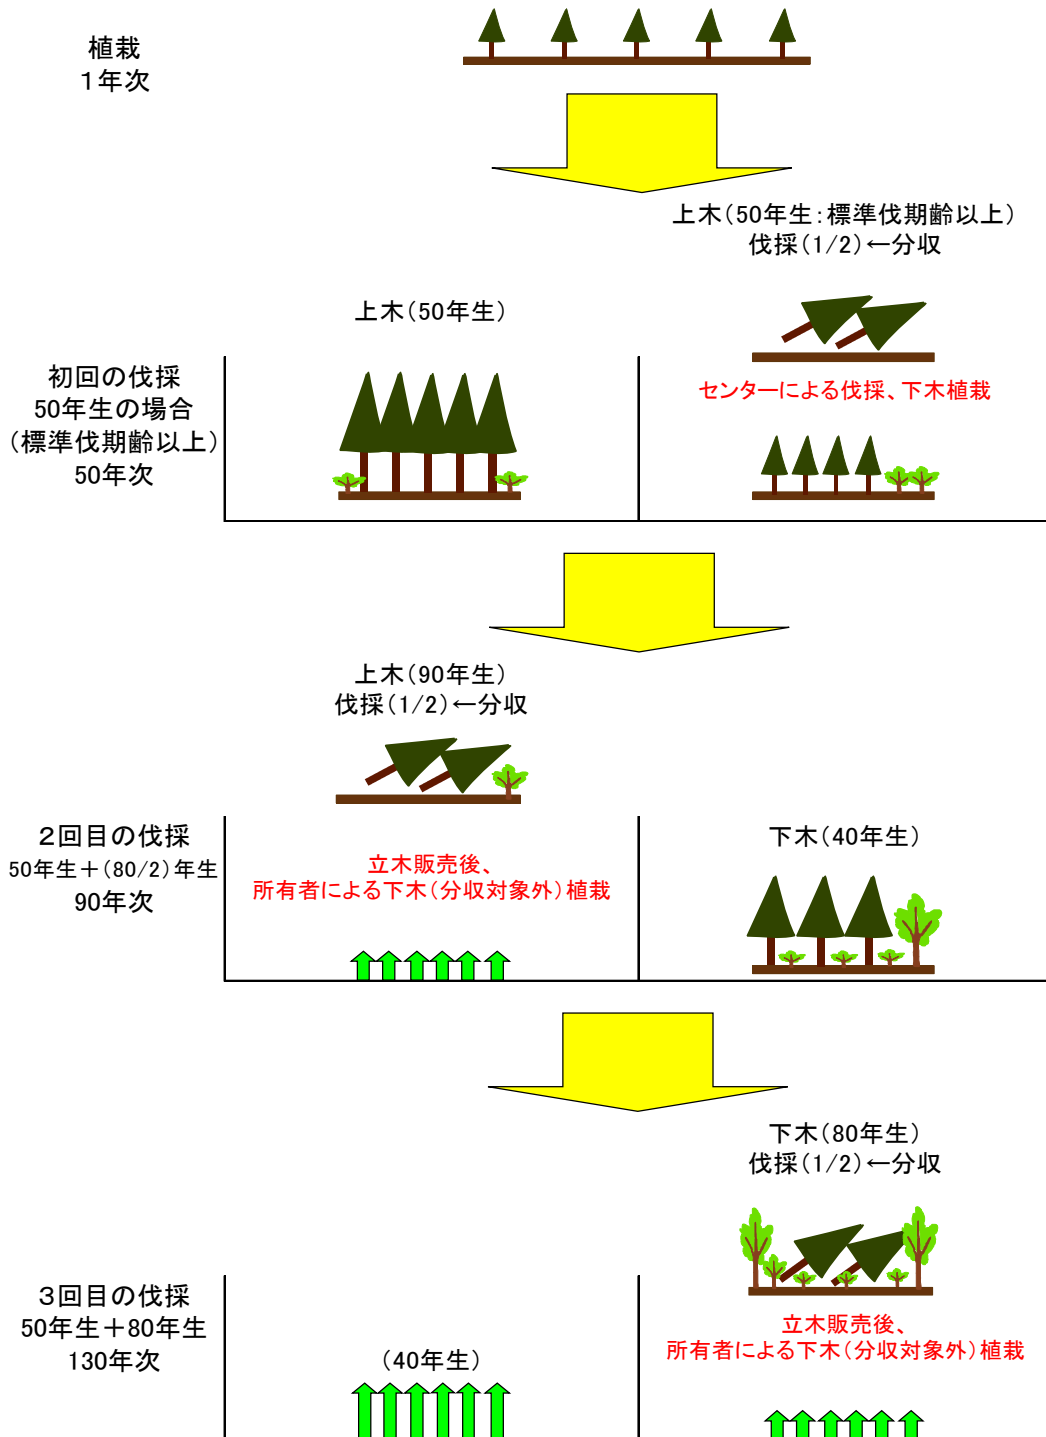 植栽
１年次
上木（50年生：標準伐期齢以上）
伐採（1/2）←分収
上木（50年生）
初回の伐採
50年生の場合
（標準伐期齢以上）
50年次
センターによる伐採、下木植栽
上木（90年生）
伐採（1/2）←分収
２回目の伐採
50年生＋（80/2）年生
90年次
立木販売後、
所有者による下木（分収対象外）植栽
下木（40年生）
下木（80年生）
伐採（1/2）←分収
３回目の伐採
50年生＋80年生
130年次
（40年生）
立木販売後、
所有者による下木（分収対象外）植栽